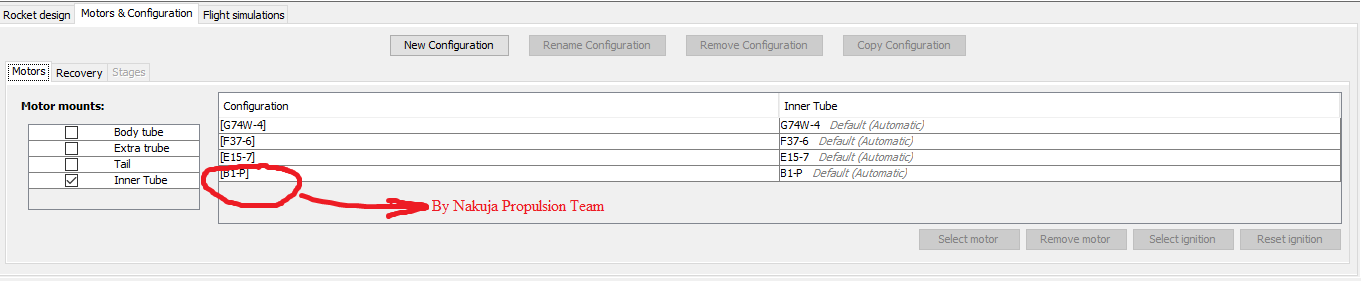 Rocket design Motors & Configuration Flight simulations
New Configuration Rename Configuration Remove Configuration Copy Configuration
Motors Recovery Stages
Motor mounts:
Body tube
Extra trube
Tail
Inner Tube
Configuration Inner Tube
[G74W-4] G74W-4 Default (Automatic)
[F37-6] F37-6 Default (Automatic)
[E15-7] E15-7 Default (Automatic)
[B1-P] B1-P Default (Automatic)
By Nakuja Propulsion Team
Select motor Remove motor Select ignition Reset ignition